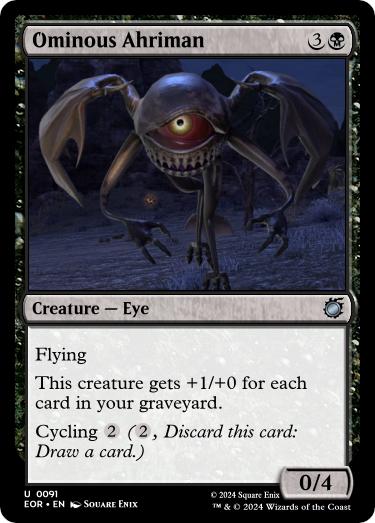 Ominous Ahriman 3
Creature — Eye
Flying
This creature gets +1/+0 for each
card in your graveyard.
Cycling 2 (2, Discard this card:
Draw a card.)
0/4
U 0091
EOR • EN Square Enix
© 2024 Square Enix
™ & © 2024 Wizards of the Coast